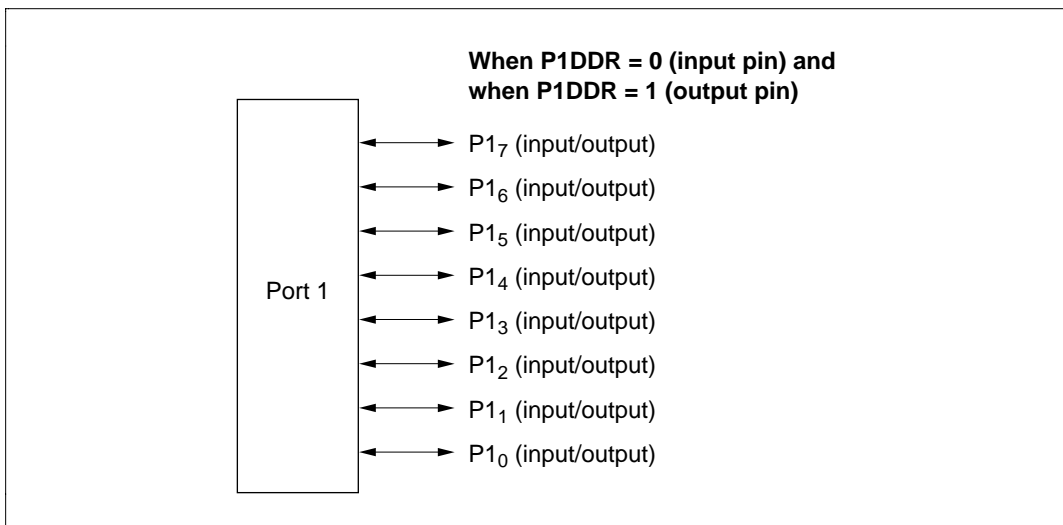 When P1DDR = 0 (input pin) and
when P1DDR = 1 (output pin)
P1₇ (input/output)
P1₆ (input/output)
P1₅ (input/output)
P1₄ (input/output)
Port 1
P1₃ (input/output)
P1₂ (input/output)
P1₁ (input/output)
P1₀ (input/output)